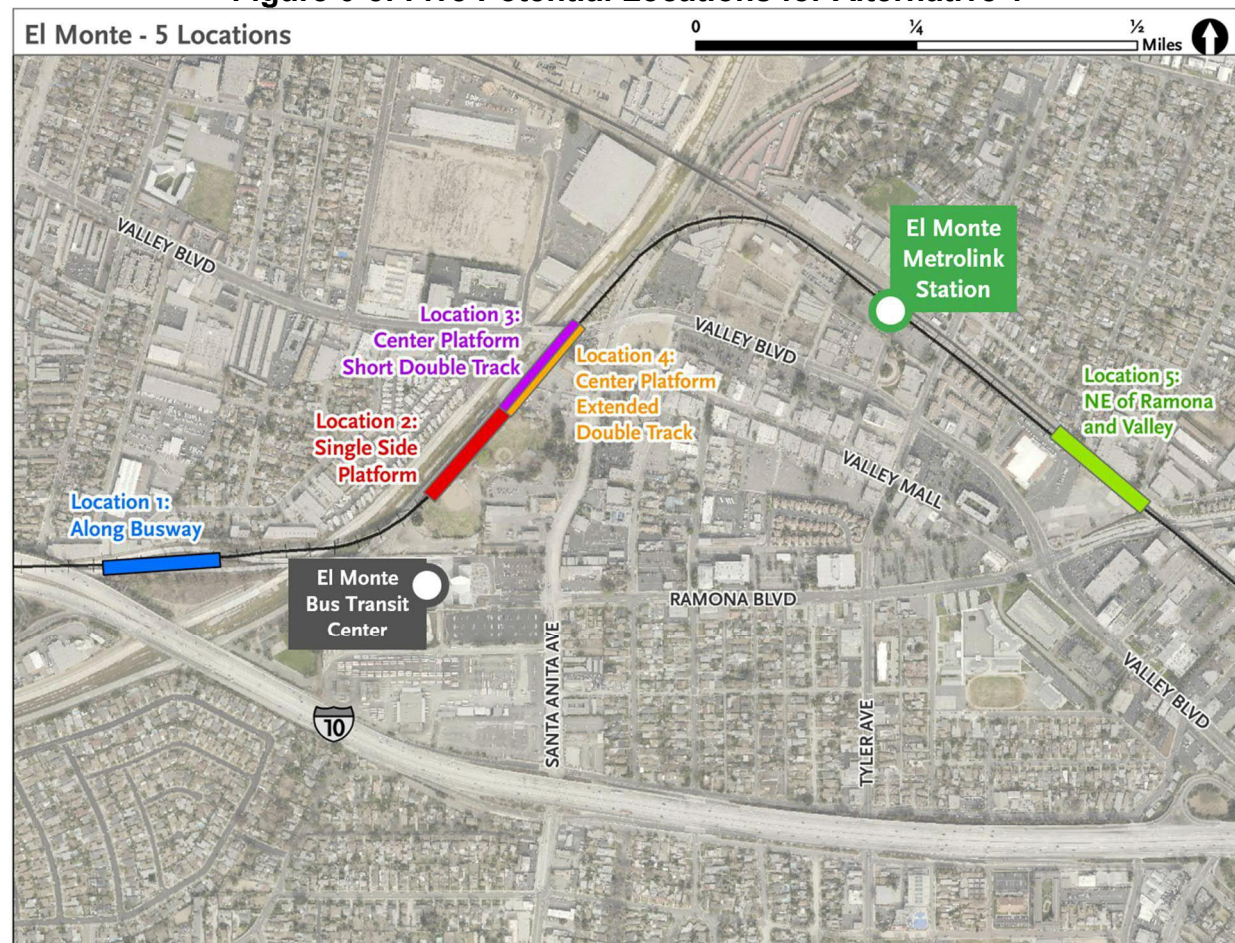 El Monte - 5 Locations
0 ¼ ½
Miles
VALLEY BLVD
El Monte
Metrolink
Station
Location 3:
Center Platform
Short Double Track
VALLEY BLVD
Location 4:
Center Platform
Extended
Double Track
Location 5:
NE of Ramona
and Valley
Location 2:
Single Side
Platform
VALLEY MALL
Location 1:
Along Busway
El Monte
Bus Transit
Center
RAMONA BLVD
SANTA ANITA AVE
TYLER AVE
VALLEY BLVD
10